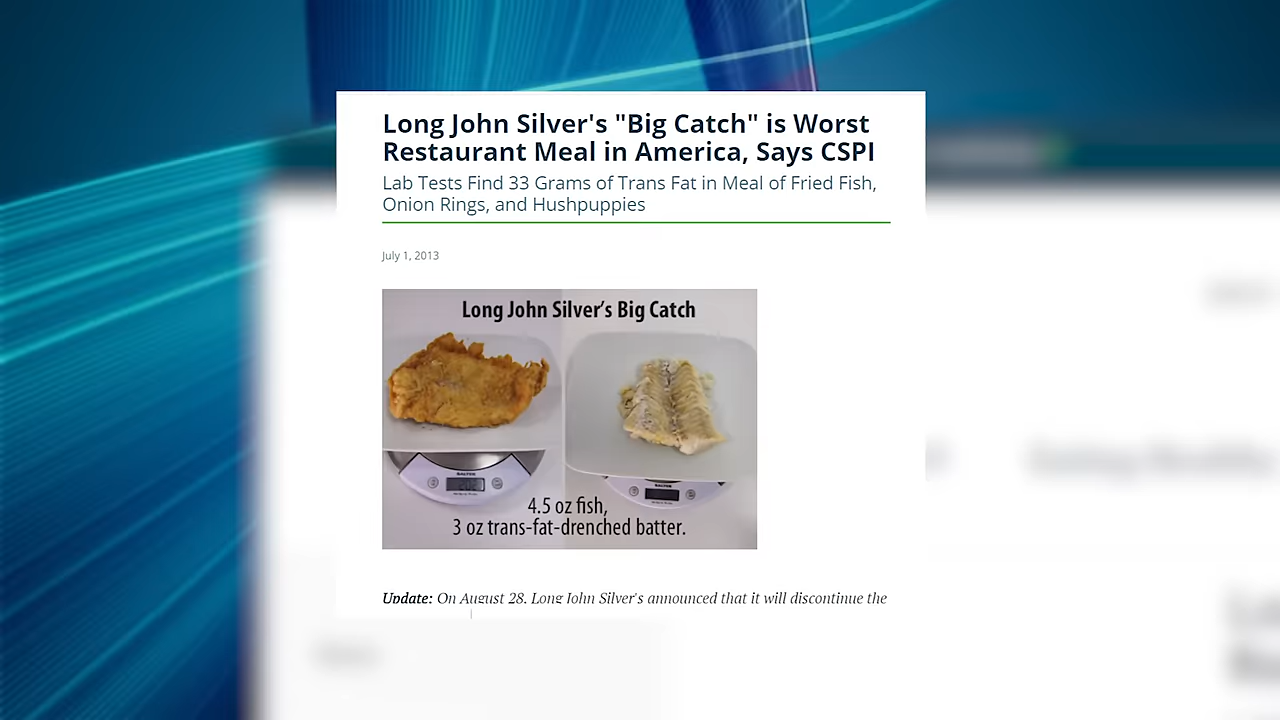 Long John Silver's "Big Catch" is Worst
Restaurant Meal in America, Says CSPI
Lab Tests Find 33 Grams of Trans Fat in Meal of Fried Fish,
Onion Rings, and Hushpuppies
July 1, 2013
Long John Silver's Big Catch
4.5 oz fish,
3 oz trans-fat-drenched batter.
Update: On August 28, Long John Silver's announced that it will discontinue the